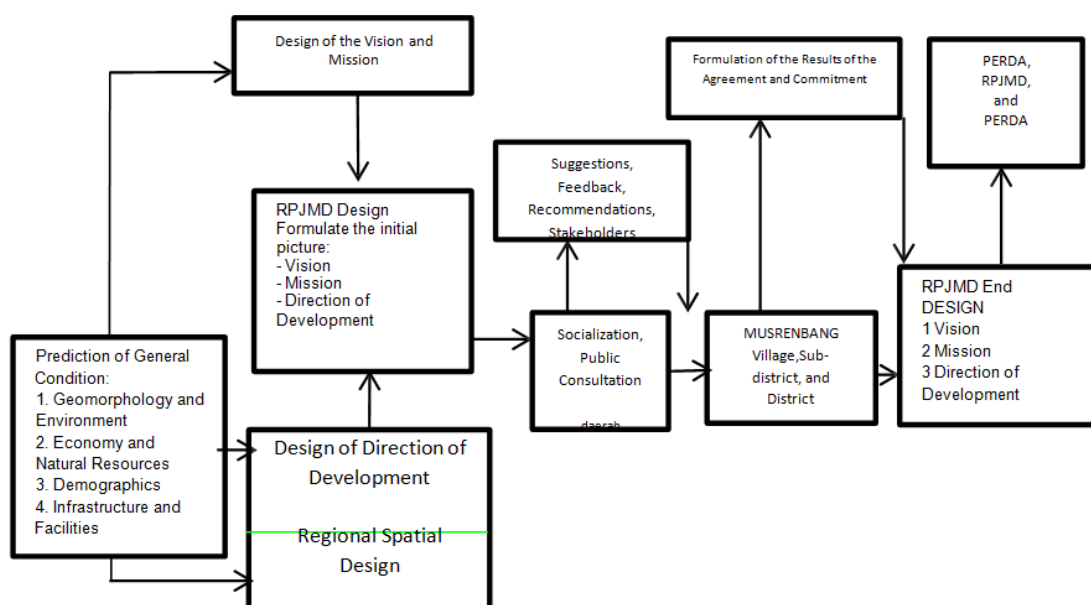 Design of the Vision and
Mission
Formulation of the Results of the
Agreement and Commitment
PERDA,
RPJMD,
and
PERDA
Suggestions,
Feedback,
Recommendations,
Stakeholders
RPJMD Design
Formulate the initial
picture:
- Vision
- Mission
- Direction of
Development
Prediction of General
Condition:
1. Geomorphology and
Environment
2. Economy and
Natural Resources
3. Demographics
4. Infrastructure and
Facilities
Socialization,
Public
Consultation
daerah
MUSRENBANG
Village,Sub-
district, and
District
RPJMD End
DESIGN
1 Vision
2 Mission
3 Direction of
Development
Design of Direction of
Development
Regional Spatial
Design